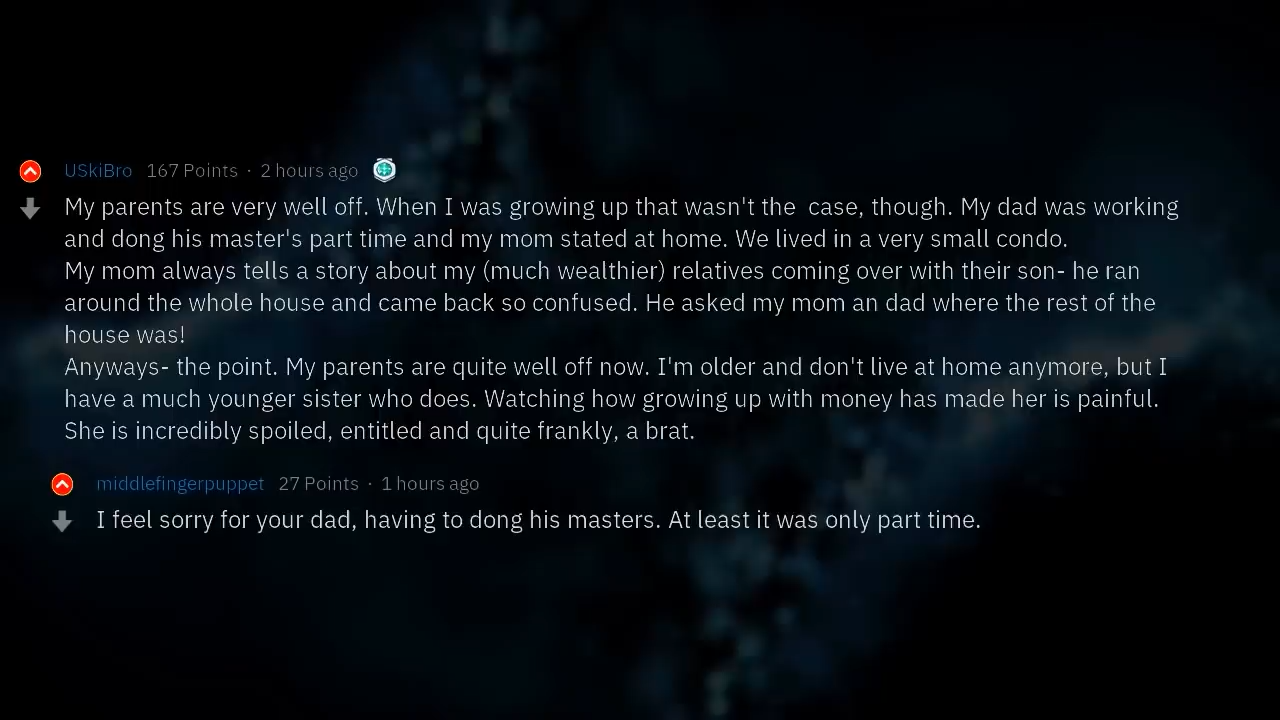 USkiBro 167 Points · 2 hours ago
My parents are very well off. When I was growing up that wasn't the  case, though. My dad was working
and dong his master's part time and my mom stated at home. We lived in a very small condo.
My mom always tells a story about my (much wealthier) relatives coming over with their son- he ran
around the whole house and came back so confused. He asked my mom an dad where the rest of the
house was!
Anyways- the point. My parents are quite well off now. I'm older and don't live at home anymore, but I
have a much younger sister who does. Watching how growing up with money has made her is painful.
She is incredibly spoiled, entitled and quite frankly, a brat.
middlefingerpuppet 27 Points · 1 hours ago
I feel sorry for your dad, having to dong his masters. At least it was only part time.